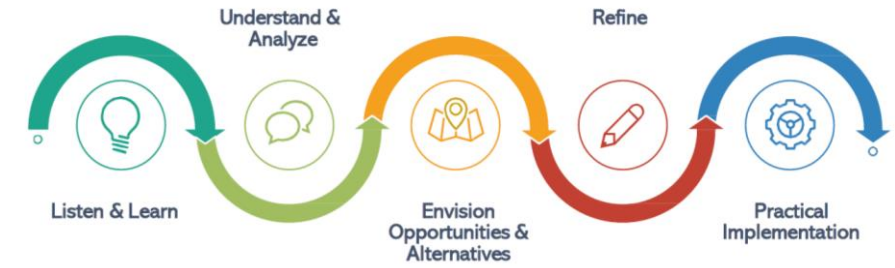 Listen & Learn
Understand &
Analyze
Envision
Opportunities &
Alternatives
Refine
Practical
Implementation